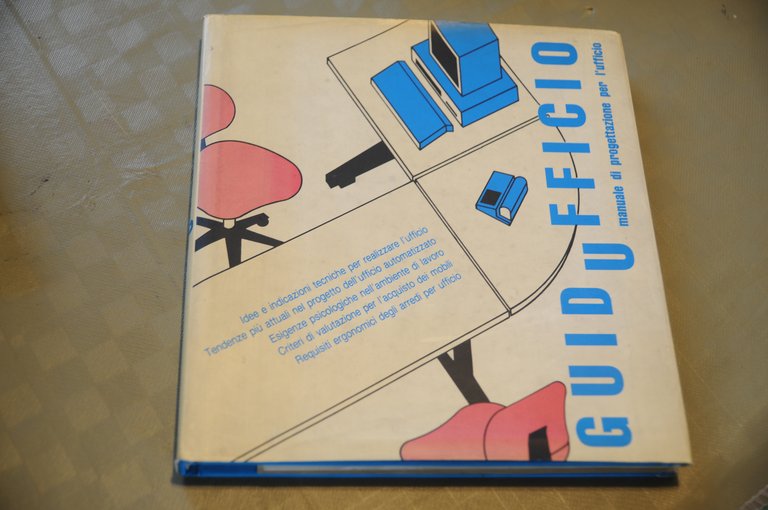 GUIDUFFICIO
manuale di progettazione per l'ufficio
Idee e indicazioni tecniche per realizzare l'ufficio
Tendenze più attuali nel progetto dell'ufficio automatizzato
Esigenze psicologiche nell'ambiente di lavoro
Criteri di valutazione per l'acquisto dei mobili
Requisiti ergonomici degli arredi per ufficio